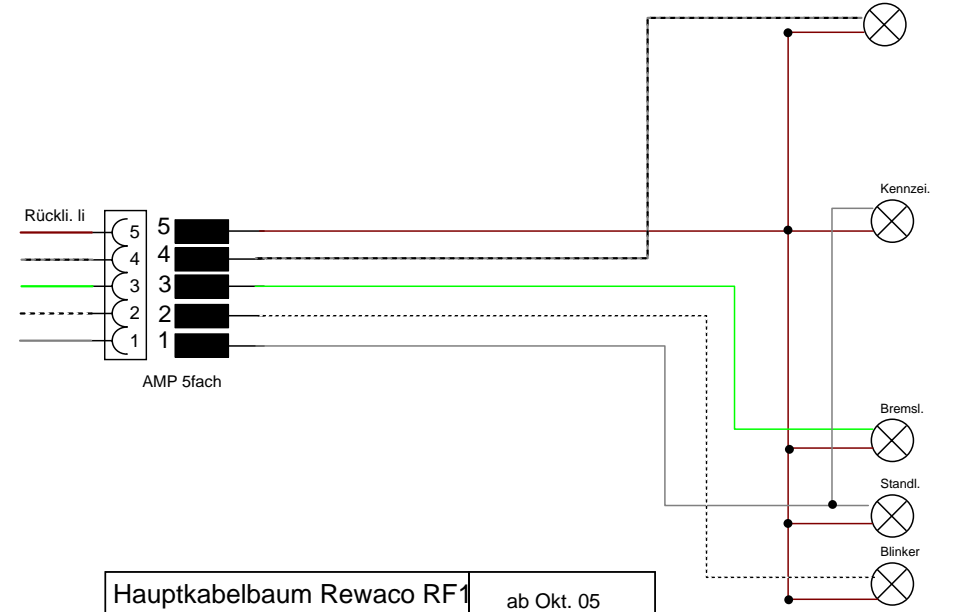 Kennzei.
Rückli. li
5 5
4 4
3 3
2 2
1 1
AMP 5fach
Bremsl.
Standl.
Blinker
Hauptkabelbaum Rewaco RF1
ab Okt. 05